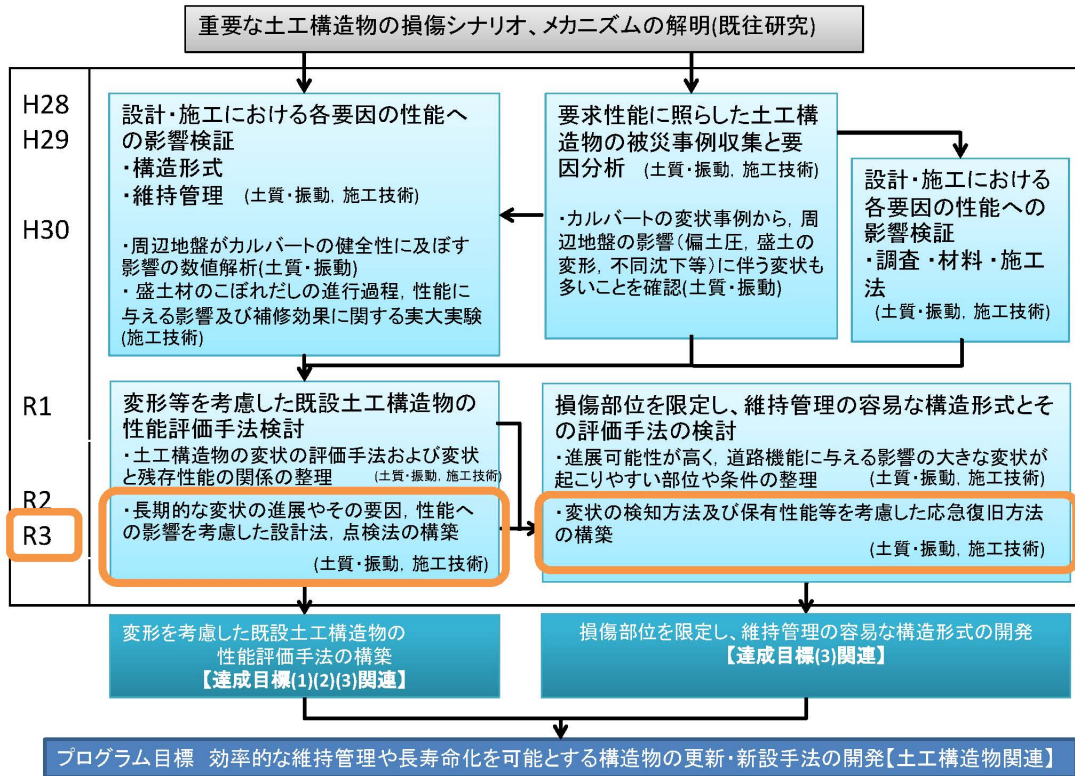 重要な土工構造物の損傷シナリオ、メカニズムの解明(既往研究)
H28
H29
H30
R1
R2
R3
設計・施工における各要因の性能へ
の影響検証
・構造形式
・維持管理 (土質・振動, 施工技術)
・周辺地盤がカルバートの健全性に及ぼす
影響の数値解析(土質・振動)
・盛土材のこぼれだしの進行過程, 性能に
与える影響及び補修効果に関する実大実験
(施工技術)
要求性能に照らした土工構
造物の被災事例収集と要
因分析 (土質・振動, 施工技術)
・カルバートの変状事例から, 周
辺地盤の影響(偏土圧, 盛土の
変形, 不同沈下等)に伴う変状も
多いことを確認(土質・振動)
設計・施工における
各要因の性能への
影響検証
・調査・材料・施工
法
(土質・振動, 施工技術)
変形等を考慮した既設土工構造物の
性能評価手法検討
・土工構造物の変状の評価手法および変状
と残存性能の関係の整理 (土質・振動, 施工技術)
・長期的な変状の進展やその要因, 性能へ
の影響を考慮した設計法, 点検法の構築
(土質・振動, 施工技術)
損傷部位を限定し、維持管理の容易な構造形式とそ
の評価手法の検討
・進展可能性が高く, 道路機能に与える影響の大きな変状が
起こりやすい部位や条件の整理 (土質・振動, 施工技術)
・変状の検知方法及び保有性能等を考慮した応急復旧方法
の構築
(土質・振動, 施工技術)
変形を考慮した既設土工構造物の
性能評価手法の構築
【達成目標(1)(2)(3)関連】
損傷部位を限定し、維持管理の容易な構造形式の開発
【達成目標(3)関連】
プログラム目標 効率的な維持管理や長寿命化を可能とする構造物の更新・新設手法の開発【土工構造物関連】